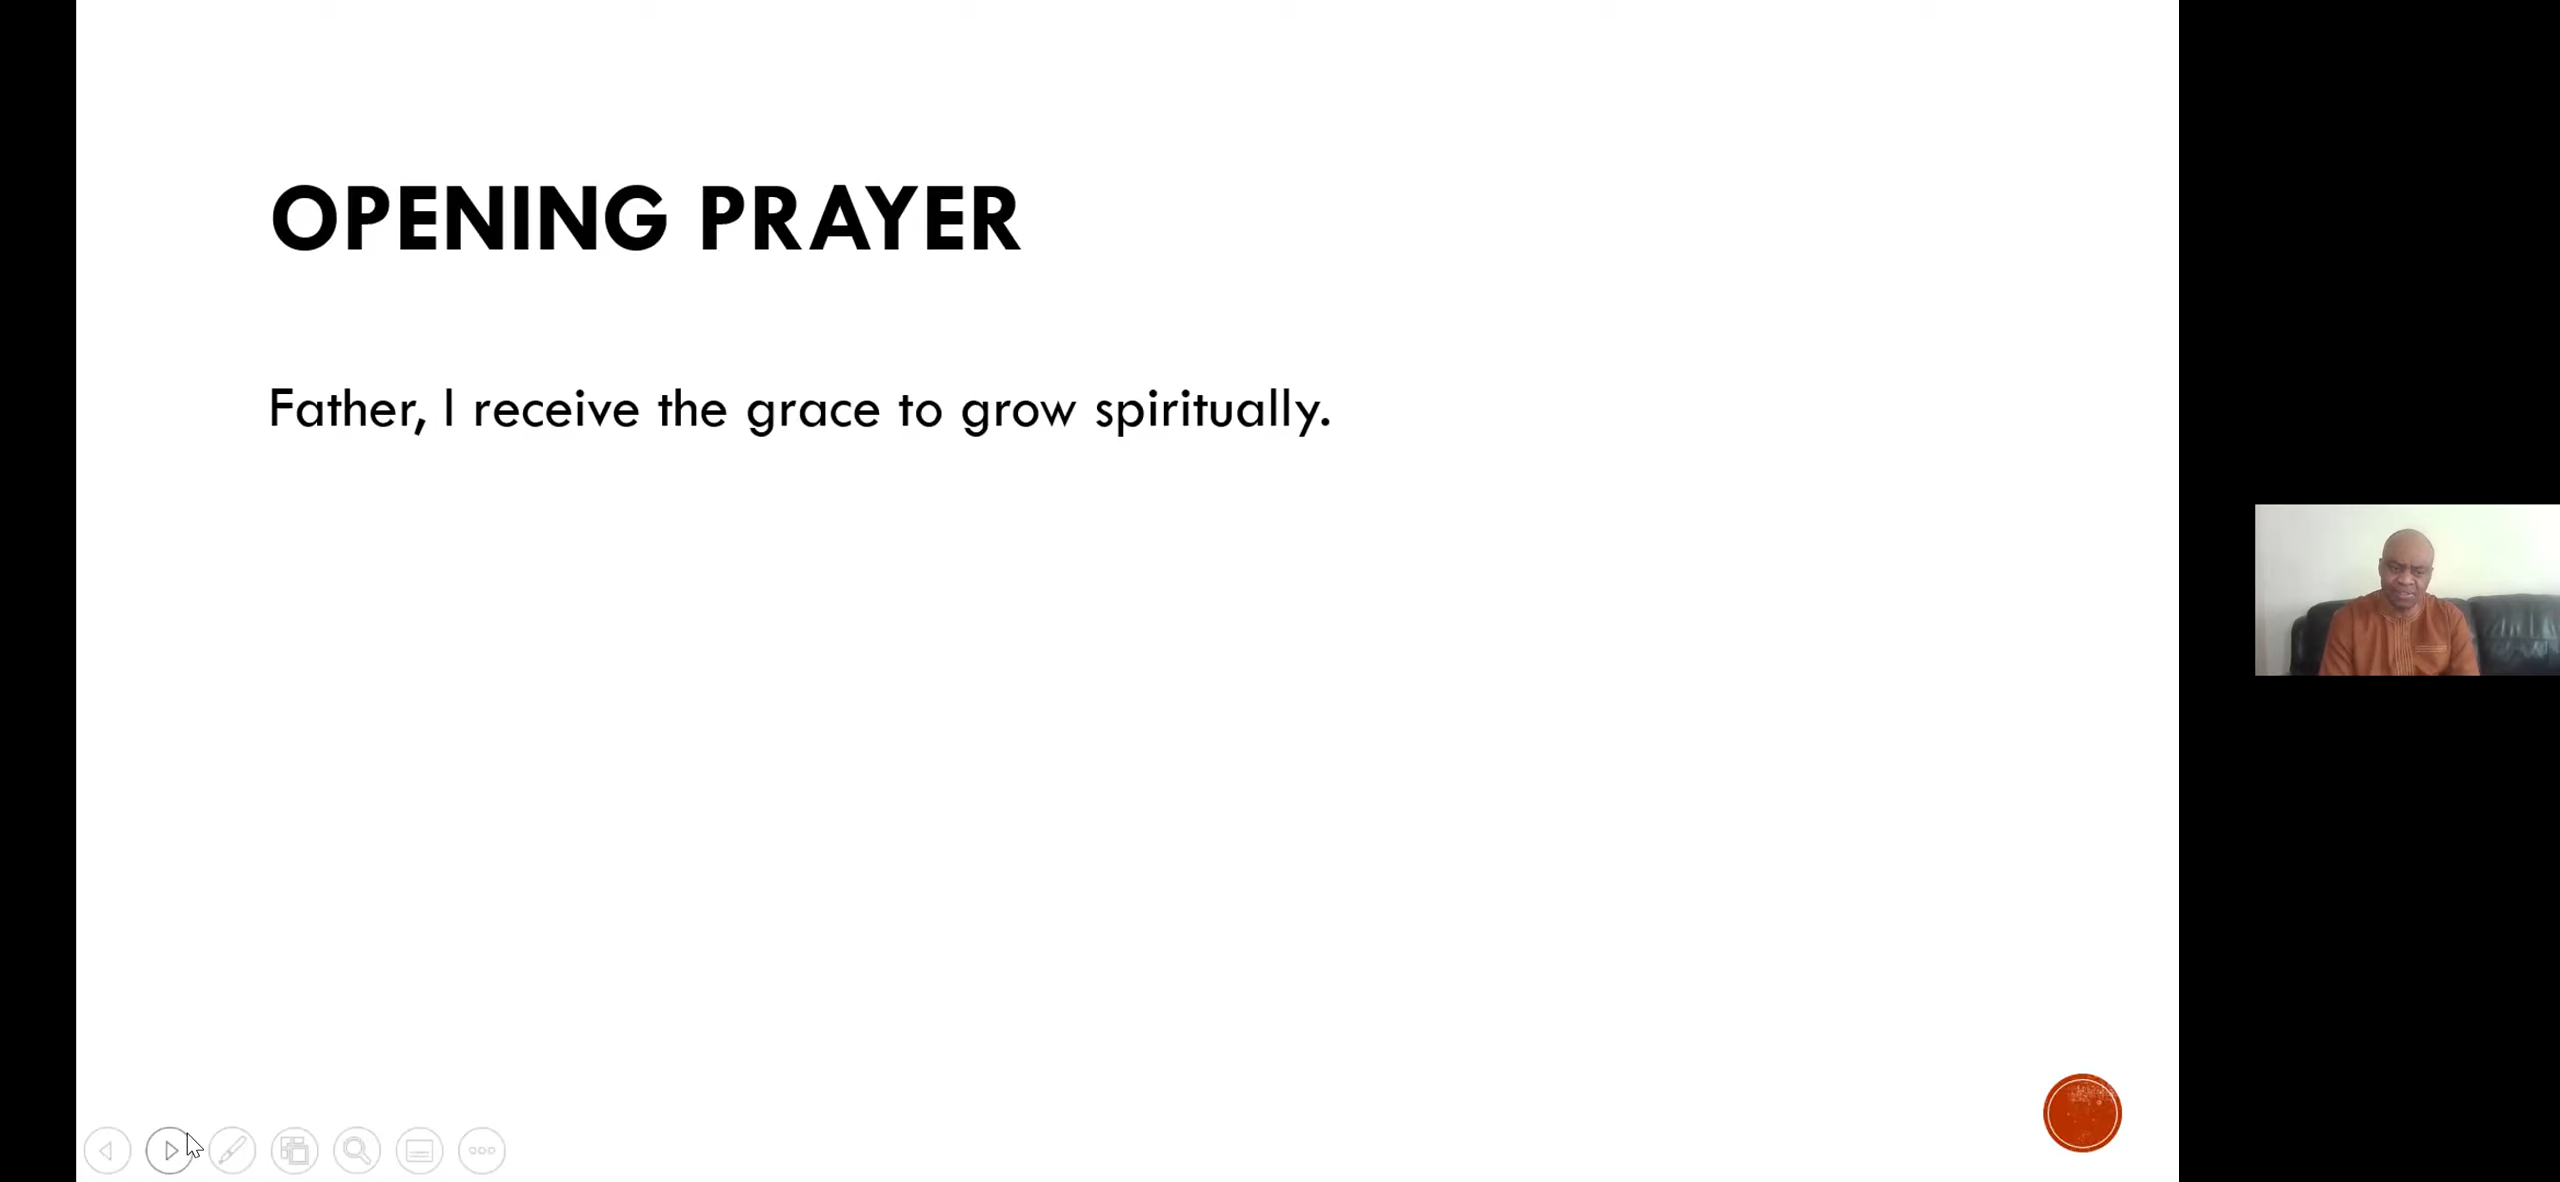 OPENING PRAYER
Father, I receive the grace to grow spiritually.